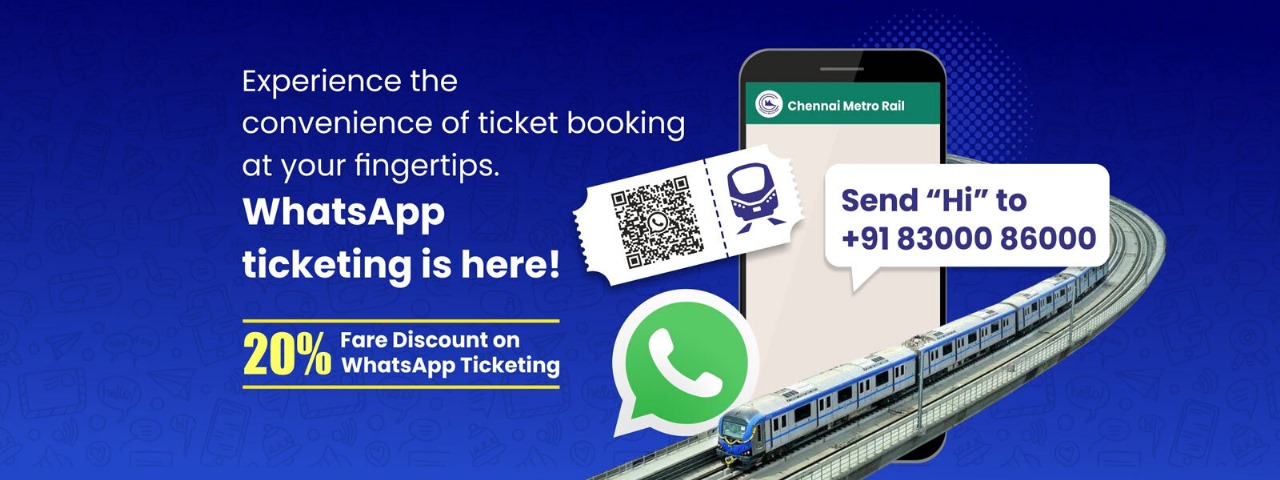 Experience the
convenience of ticket booking
at your fingertips.
WhatsApp
ticketing is here!
20% Fare Discount on
WhatsApp Ticketing
Chennai Metro Rail
Send “Hi” to
+91 83000 86000